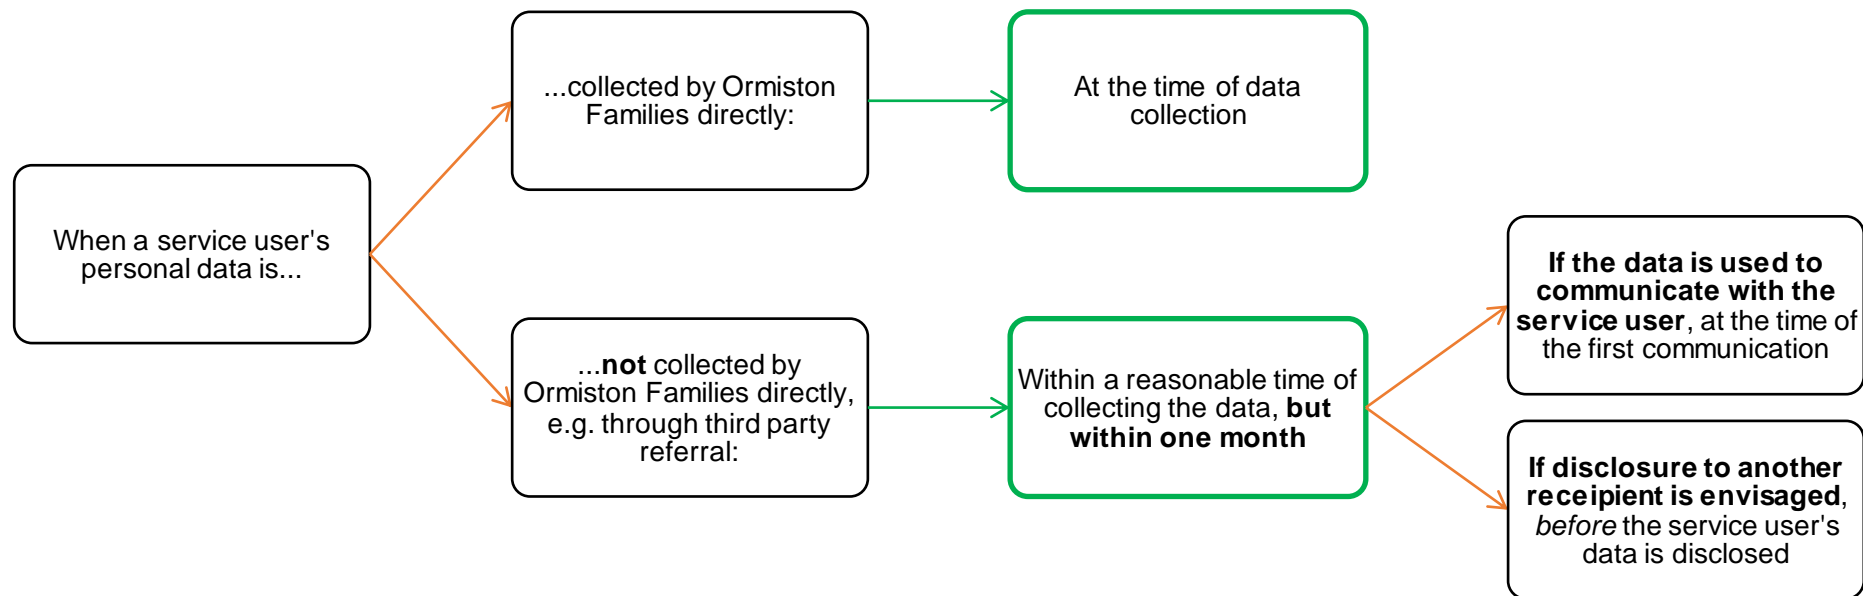 When a service user's
personal data is...
...collected by Ormiston
Families directly:
At the time of data
collection
...not collected by
Ormiston Families directly,
e.g. through third party
referral:
Within a reasonable time of
collecting the data, but
within one month
If the data is used to
communicate with the
service user, at the time of
the first communication
If disclosure to another
receipient is envisaged,
before the service user's
data is disclosed